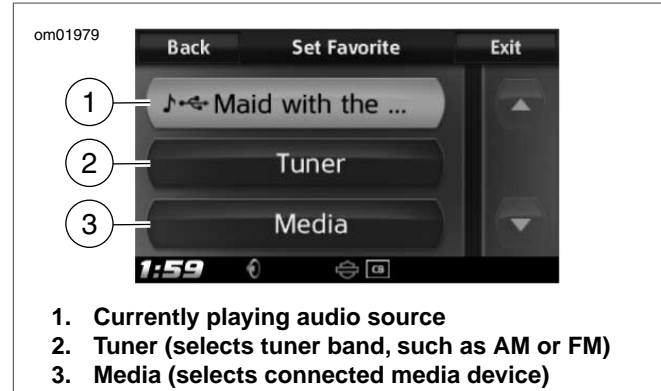 om01979
Back Set Favorite Exit
1 Maid with the ...
2 Tuner
3 Media
1:59 CB
1. Currently playing audio source
2. Tuner (selects tuner band, such as AM or FM)
3. Media (selects connected media device)